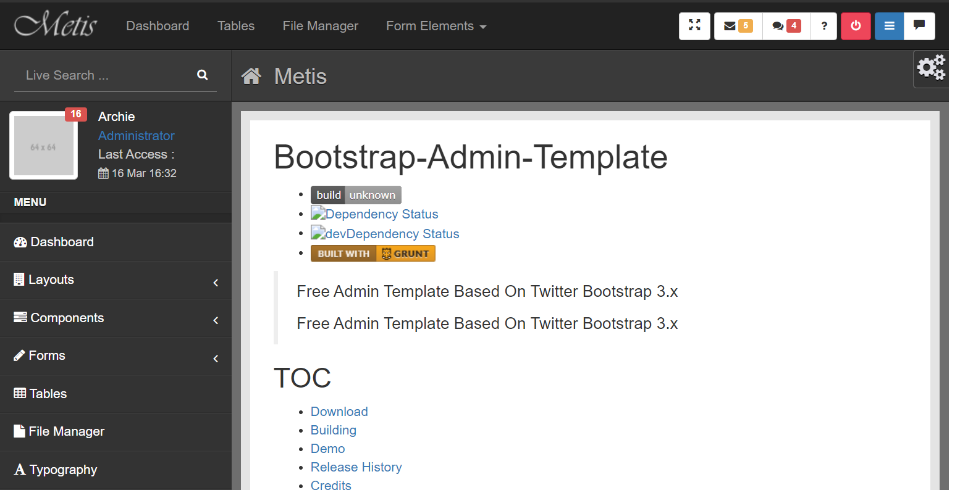 Metis Dashboard Tables File Manager Form Elements 5 4 ?
Live Search ... Metis
16
Archie
64 x 64
Administrator
Last Access :
16 Mar 16:32
MENU
Dashboard
Layouts
Components
Forms
Tables
File Manager
Typography
Bootstrap-Admin-Template
build unknown
Dependency Status
devDependency Status
BUILT WITH GRUNT
Free Admin Template Based On Twitter Bootstrap 3.x
Free Admin Template Based On Twitter Bootstrap 3.x
TOC
Download
Building
Demo
Release History
Credits